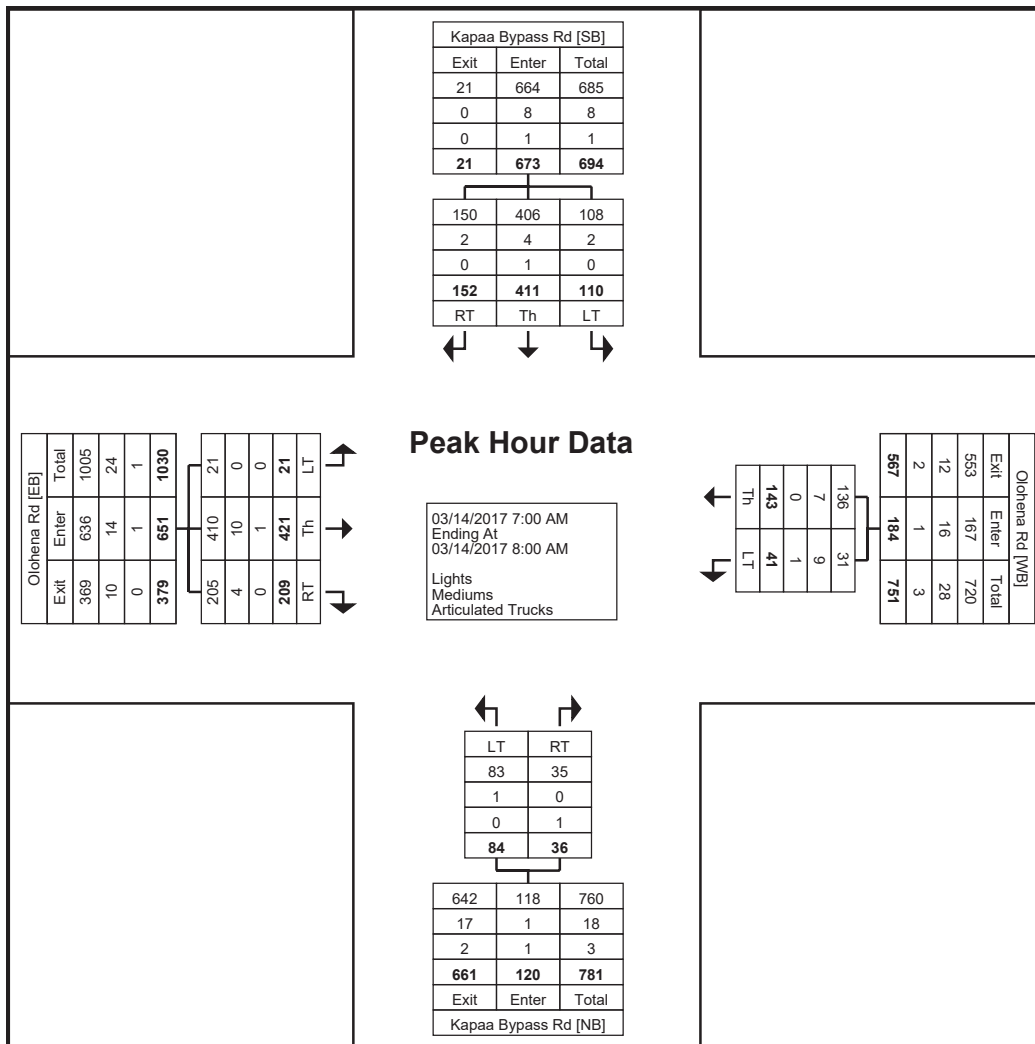 Kapaa Bypass Rd [SB]
Exit Enter Total
21 664 685
0 8 8
0 1 1
21 673 694
150 406 108
2 4 2
0 1 0
152 411 110
RT Th LT
Peak Hour Data
03/14/2017 7:00 AM
Ending At
03/14/2017 8:00 AM
Lights
Mediums
Articulated Trucks
Olohena Rd [EB]
Exit Enter Total
369 636 1005
10 14 24
0 1 1
379 651 1030
205 410 21
4 10 0
0 1 0
209 421 21
RT Th LT
Olohena Rd [WB]
Exit Enter Total
553 167 720
12 16 28
2 1 3
567 184 751
136 31
7 9
0 1
143 41
Th LT
LT RT
83 35
1 0
0 1
84 36
642 118 760
17 1 18
2 1 3
661 120 781
Exit Enter Total
Kapaa Bypass Rd [NB]